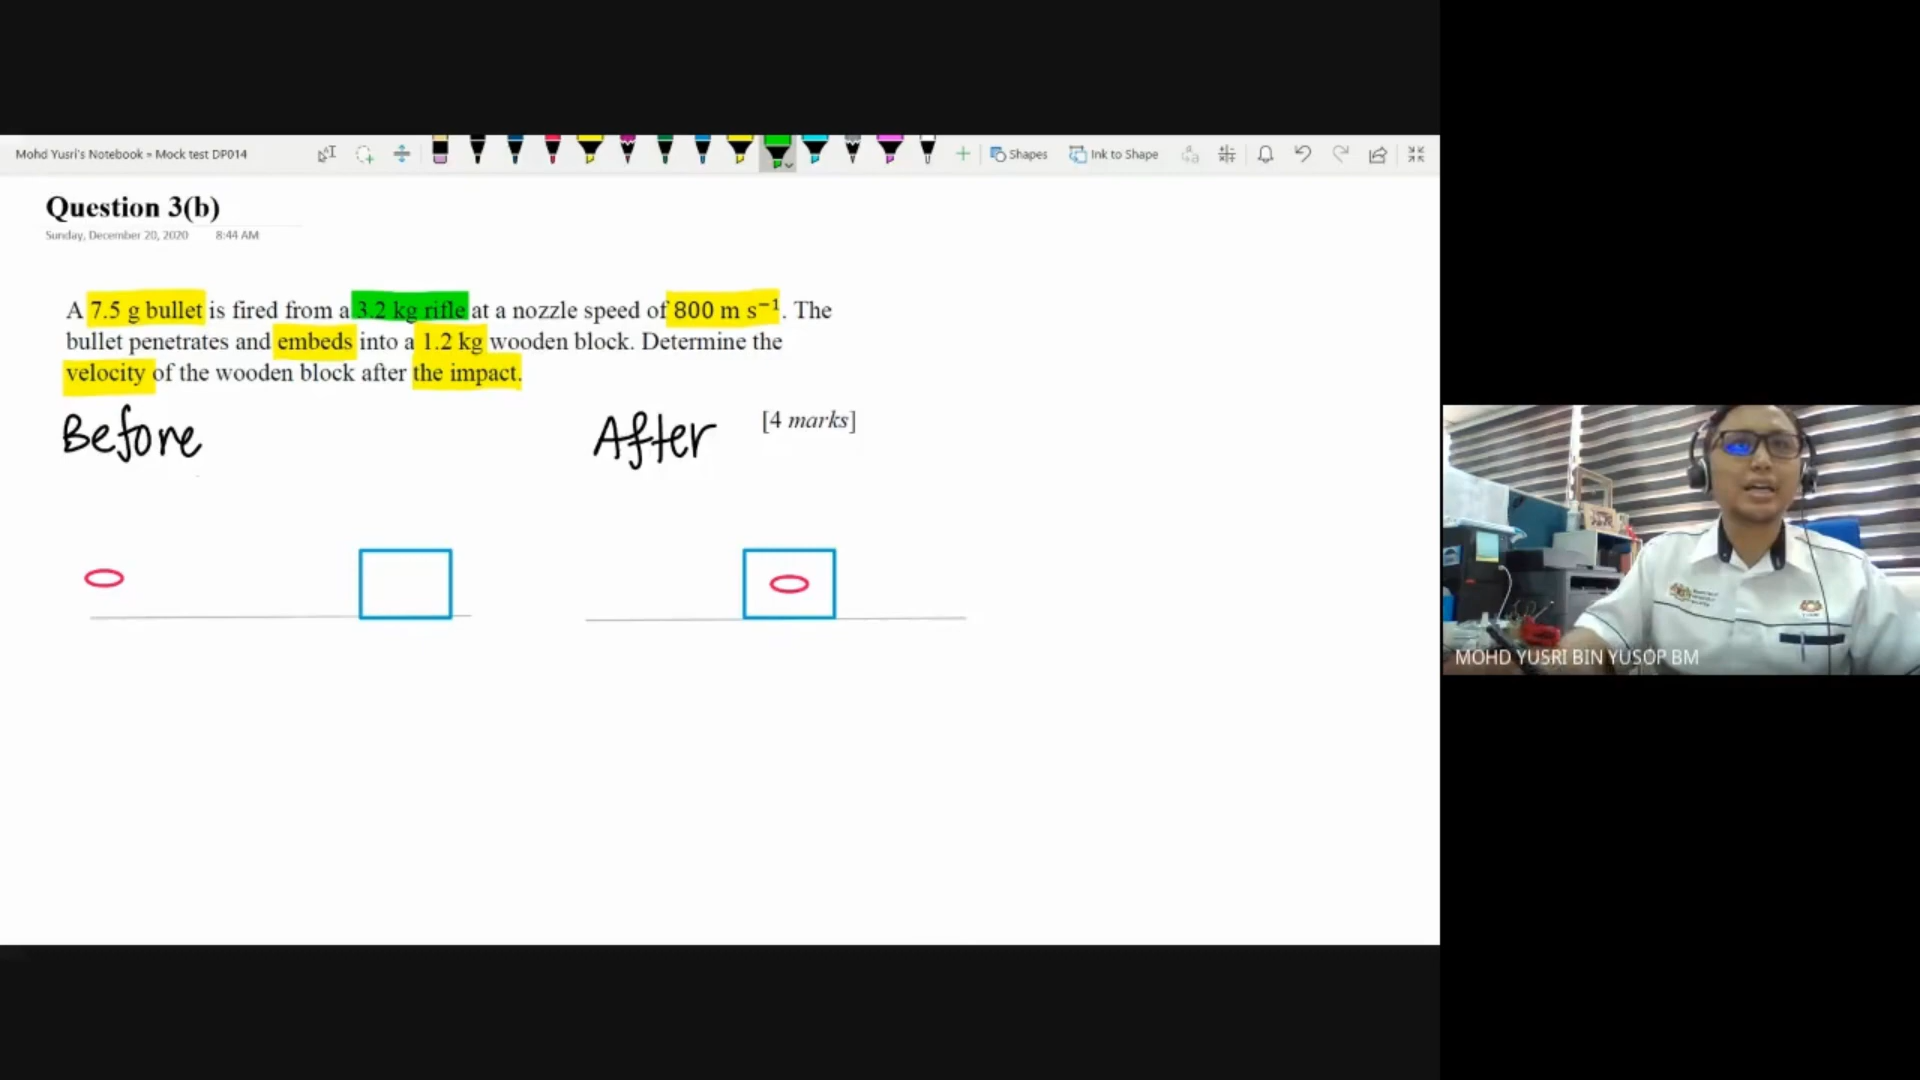 Mohd Yusri's Notebook » Mock test DP014
Shapes
Ink to Shape
Question 3(b)
Sunday, December 20, 2020 8:44 AM
A 7.5 g bullet is fired from a 3.2 kg rifle at a nozzle speed of 800 m s⁻¹. The
bullet penetrates and embeds into a 1.2 kg wooden block. Determine the
velocity of the wooden block after the impact.
[4 marks]
Before
After
MOHD YUSRI BIN YUSOP BM